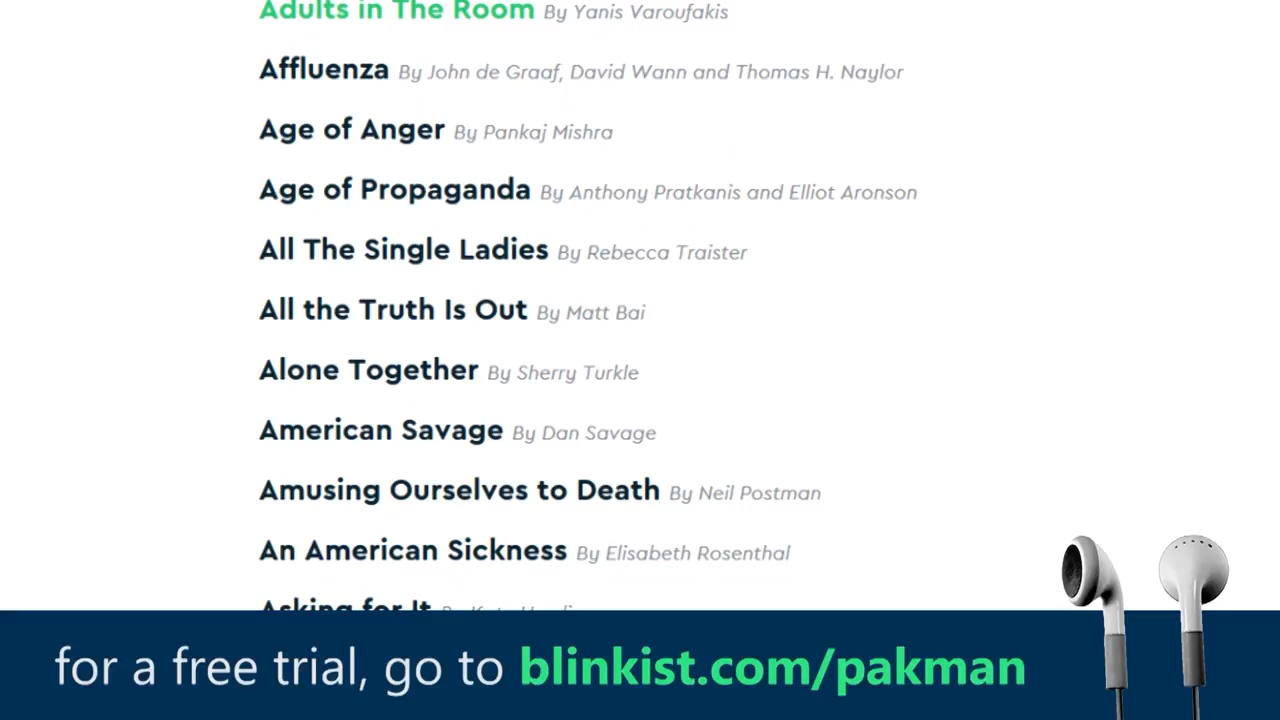 Adults in The Room By Yanis Varoufakis
Affluenza By John de Graaf, David Wann and Thomas H. Naylor
Age of Anger By Pankaj Mishra
Age of Propaganda By Anthony Pratkanis and Elliot Aronson
All The Single Ladies By Rebecca Traister
All the Truth Is Out By Matt Bai
Alone Together By Sherry Turkle
American Savage By Dan Savage
Amusing Ourselves to Death By Neil Postman
An American Sickness By Elisabeth Rosenthal
Asking for It By
for a free trial, go to blinkist.com/pakman